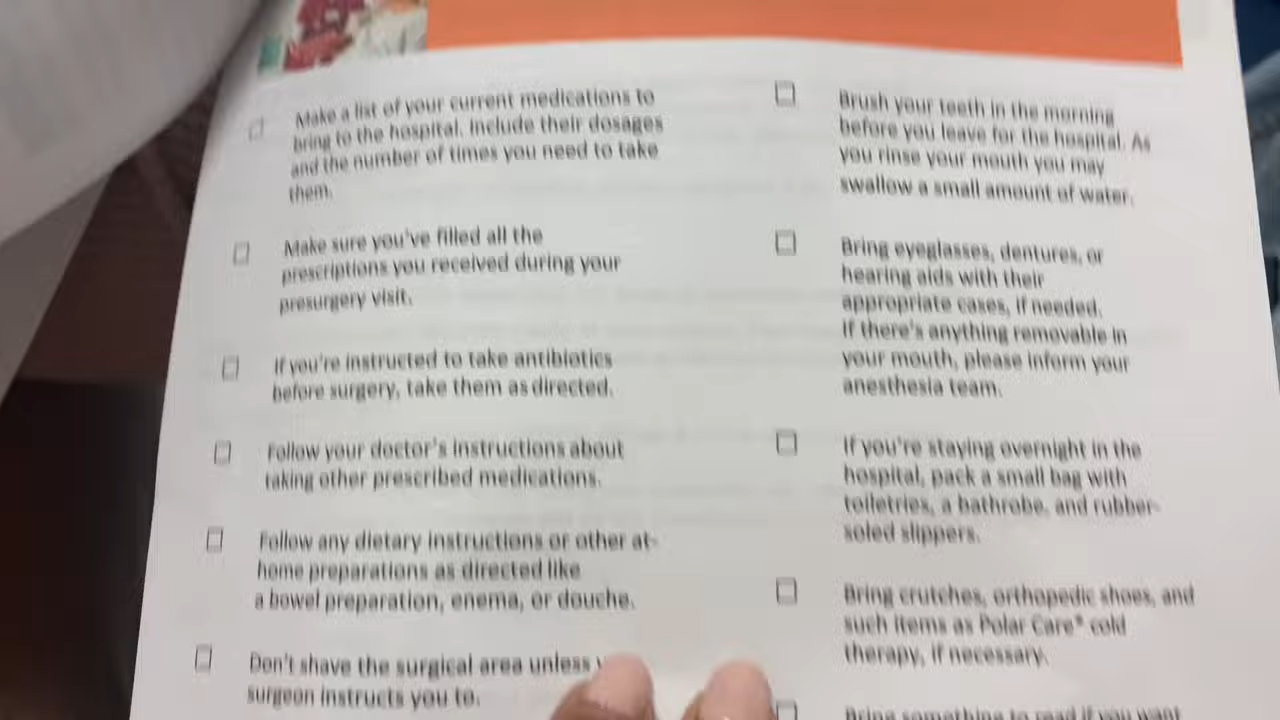 Make a list of your current medications to
bring to the hospital. Include their dosages
and the number of times you need to take
them.
Make sure you've filled all the
prescriptions you received during your
presurgery visit.
If you're instructed to take antibiotics
before surgery, take them as directed.
Follow your doctor's instructions about
taking other prescribed medications.
Follow any dietary instructions or other at-
home preparations as directed like
a bowel preparation, enema, or douche.
Don't shave the surgical area unless
surgeon instructs you to.
Brush your teeth in the morning
before you leave for the hospital. As
you rinse your mouth you may
swallow a small amount of water.
Bring eyeglasses, dentures, or
hearing aids with their
appropriate cases, if needed.
If there's anything removable in
your mouth, please inform your
anesthesia team.
If you're staying overnight in the
hospital, pack a small bag with
toiletries, a bathrobe, and rubber-
soled slippers.
Bring crutches, orthopedic shoes, and
such items as Polar Care® cold
therapy, if necessary.
Bring something to read if you want